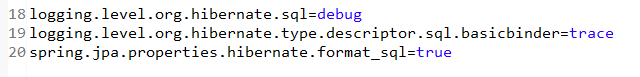 18 logging.level.org.hibernate.sql=debug
19 logging.level.org.hibernate.type.descriptor.sql.basicbinder=trace
20 spring.jpa.properties.hibernate.format_sql=true